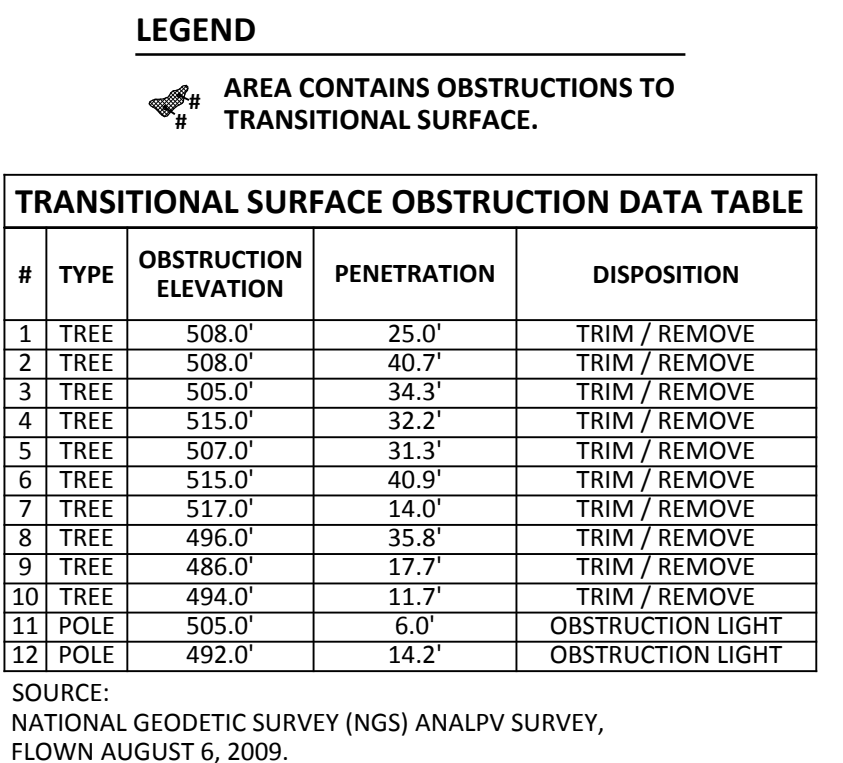 LEGEND
AREA CONTAINS OBSTRUCTIONS TO
# TRANSITIONAL SURFACE.
#
TRANSITIONAL SURFACE OBSTRUCTION DATA TABLE
# TYPE OBSTRUCTION ELEVATION PENETRATION DISPOSITION
1 TREE 508.0' 25.0' TRIM / REMOVE
2 TREE 508.0' 40.7' TRIM / REMOVE
3 TREE 505.0' 34.3' TRIM / REMOVE
4 TREE 515.0' 32.2' TRIM / REMOVE
5 TREE 507.0' 31.3' TRIM / REMOVE
6 TREE 515.0' 40.9' TRIM / REMOVE
7 TREE 517.0' 14.0' TRIM / REMOVE
8 TREE 496.0' 35.8' TRIM / REMOVE
9 TREE 486.0' 17.7' TRIM / REMOVE
10 TREE 494.0' 11.7' TRIM / REMOVE
11 POLE 505.0' 6.0' OBSTRUCTION LIGHT
12 POLE 492.0' 14.2' OBSTRUCTION LIGHT
SOURCE:
NATIONAL GEODETIC SURVEY (NGS) ANALPV SURVEY,
FLOWN AUGUST 6, 2009.